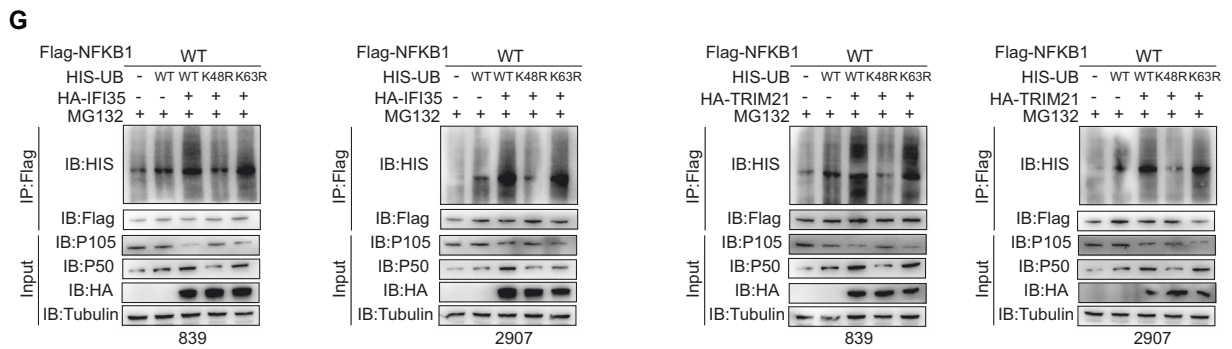 G
Flag-NFKB1 WT
HIS-UB - WT WT K48R K63R
HA-IFI35 - - + + +
MG132 + + + + +
IP:Flag
IB:HIS
IB:Flag
Input
IB:P105
IB:P50
IB:HA
IB:Tubulin
839
Flag-NFKB1 WT
HIS-UB - WT WT K48R K63R
HA-IFI35 - - + + +
MG132 + + + + +
IP:Flag
IB:HIS
IB:Flag
Input
IB:P105
IB:P50
IB:HA
IB:Tubulin
2907
Flag-NFKB1 WT
HIS-UB - WT WT K48R K63R
HA-TRIM21 - - + + +
MG132 + + + + +
IP:Flag
IB:HIS
IB:Flag
Input
IB:P105
IB:P50
IB:HA
IB:Tubulin
839
Flag-NFKB1 WT
HIS-UB - WT WT K48R K63R
HA-TRIM21 - - + + +
MG132 + + + + +
IP:Flag
IB:HIS
IB:Flag
Input
IB:P105
IB:P50
IB:HA
IB:Tubulin
2907